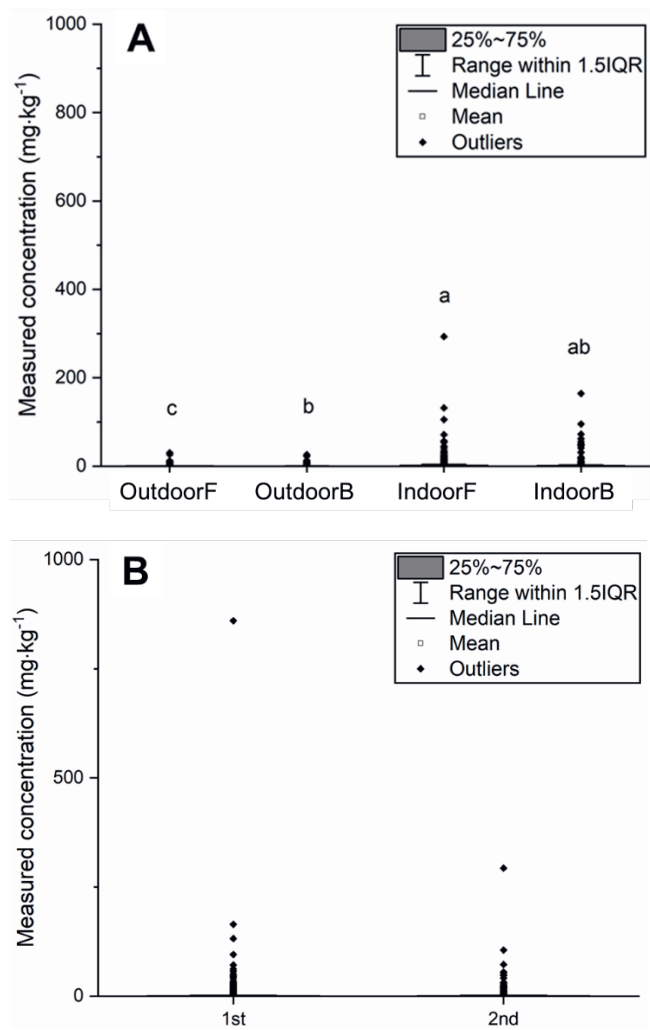 A
25%~75%
Range within 1.5IQR
Median Line
Mean
Outliers
Measured concentration (mg·kg⁻¹)
1000
800
600
400
200
0
a
ab
c
b
OutdoorF OutdoorB IndoorF IndoorB
B
25%~75%
Range within 1.5IQR
Median Line
Mean
Outliers
Measured concentration (mg·kg⁻¹)
1000
500
0
1st 2nd